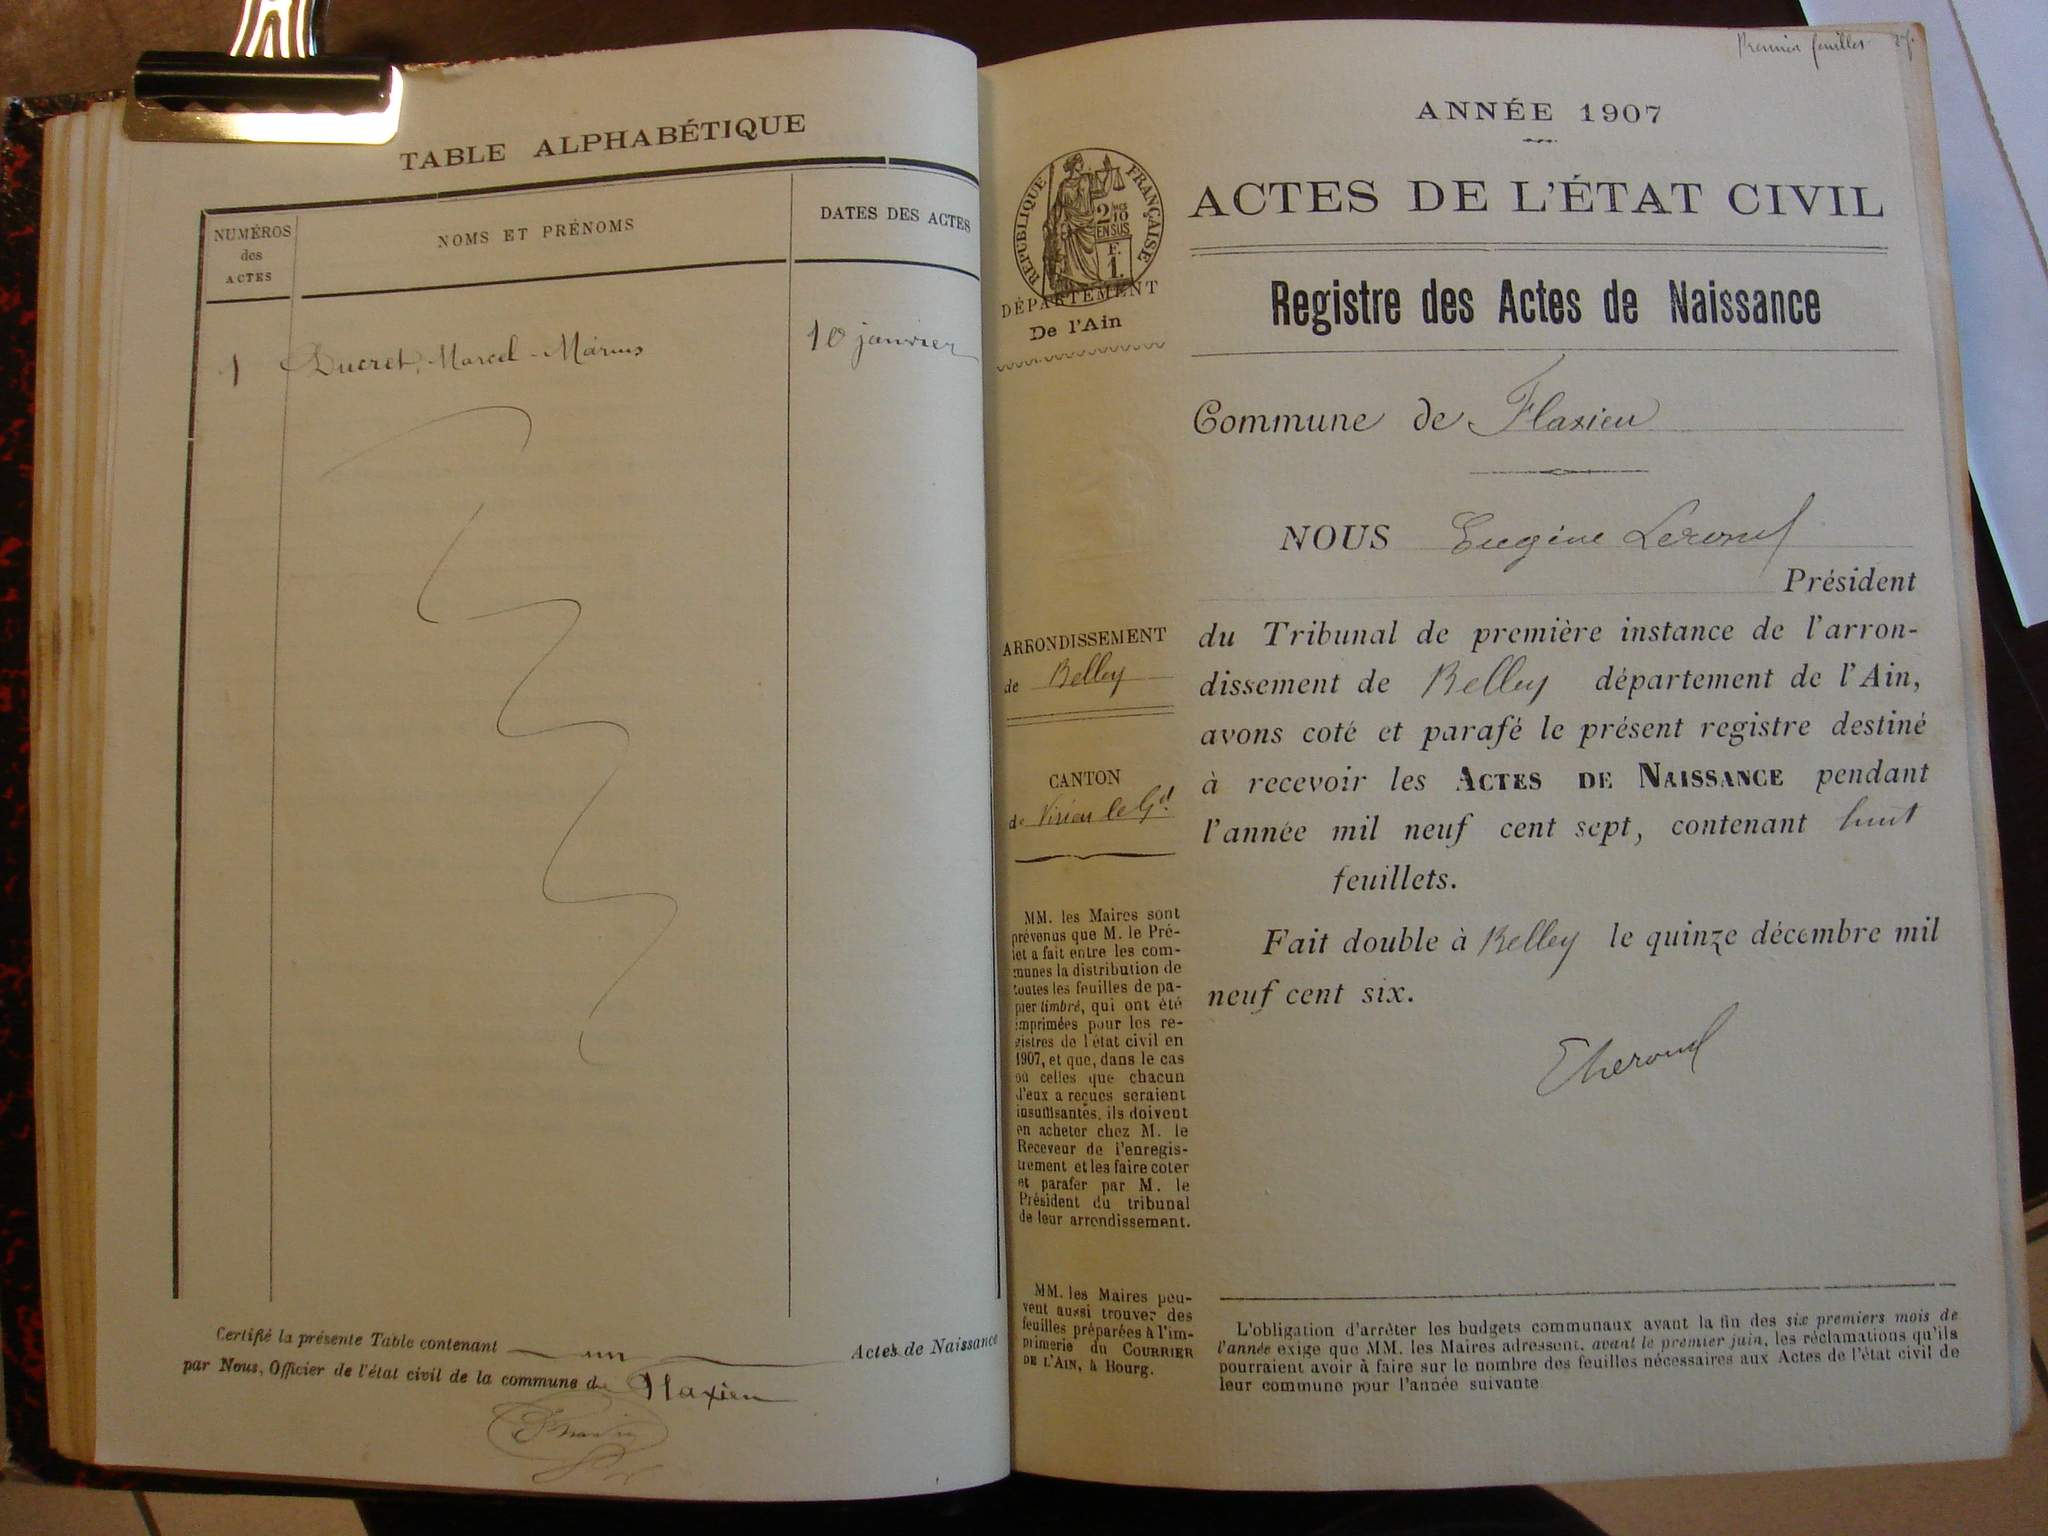 TABLE ALPHABÉTIQUE
NUMÉROS
des
ACTES
NOMS ET PRÉNOMS
DATES DES ACTES
1 Ducret, Marcel-Marius 10 janvier
Certifié la présente Table contenant un Actes de Naissance
par Nous, Officier de l'état civil de la commune de Flaxieu
Premier feuillet
ANNÉE 1907
RÉPUBLIQUE FRANÇAISE
2/10
EN SUS
F.
1.
DÉPARTEMENT
De l'Ain
ACTES DE L'ÉTAT CIVIL
Registre des Actes de Naissance
Commune de Flaxieu
NOUS Eugène
Président
du Tribunal de première instance de l'arron-
dissement de Belley département de l'Ain,
avons coté et parafé le présent registre destiné
à recevoir les ACTES DE NAISSANCE pendant
l'année mil neuf cent sept, contenant huit
feuillets.
Fait double à Belley le quinze décembre mil
neuf cent six.
ARRONDISSEMENT
de Belley
CANTON
de Virieu le Gd
MM. les Maires sont
prévenus que M. le Pré-
fet a fait entre les com-
munes la distribution de
toutes les feuilles de pa-
pier timbré, qui ont été
imprimées pour les re-
gistres de l'état civil en
1907, et que, dans le cas
où celles que chacun
d'eux a reçues seraient
insuffisantes, ils doivent
en acheter chez M. le
Receveur de l'enregis-
trement et les faire coter
et parafer par M. le
Président du tribunal
de leur arrondissement.
MM. les Maires peu-
vent aussi trouver des
feuilles préparées à l'im-
primerie du COURRIER
DE L'AIN, à Bourg.
L'obligation d'arrêter les budgets communaux avant la fin des six premiers mois de
l'année exige que MM. les Maires adressent, avant le premier juin, les réclamations qu'ils
pourraient avoir à faire sur le nombre des feuilles nécessaires aux Actes de l'état civil de
leur commune pour l'année suivante